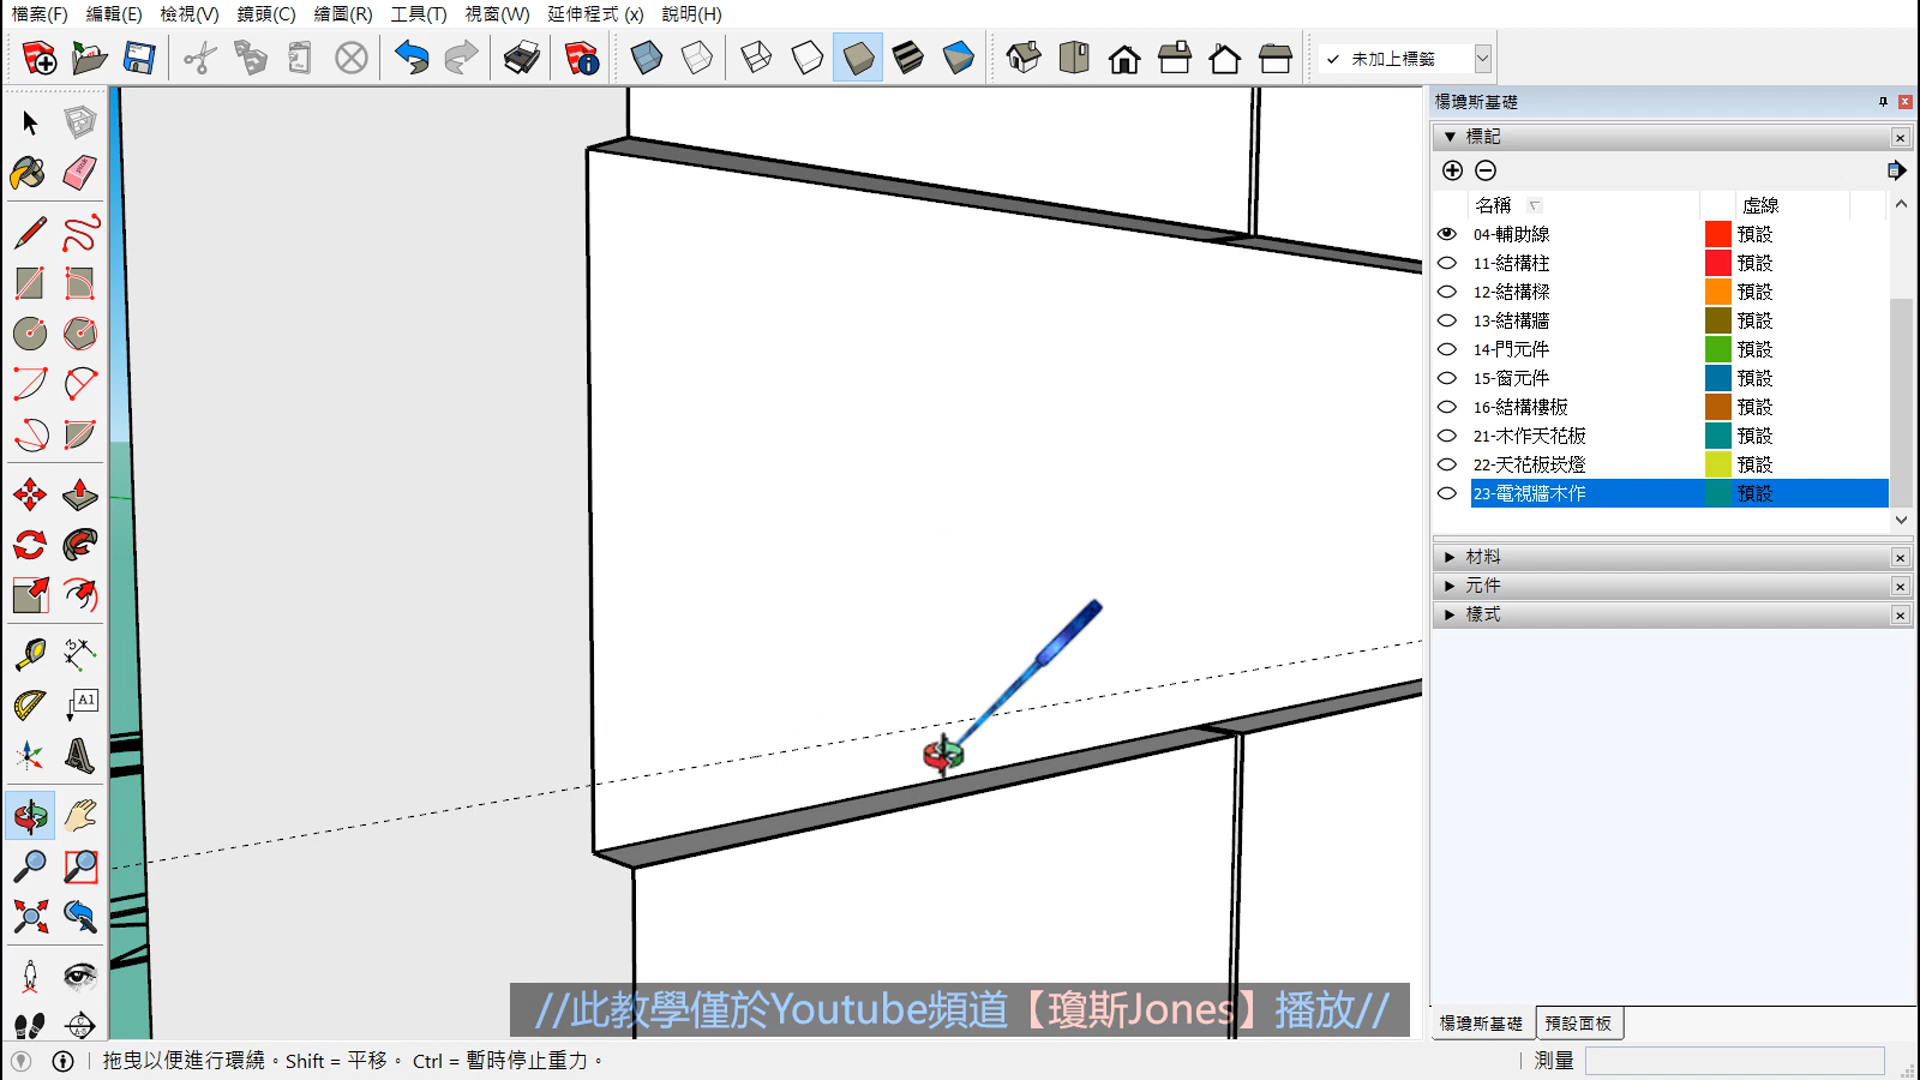 檔案(F) 編輯(E) 檢視(V) 鏡頭(C) 繪圖(R) 工具(T) 視窗(W) 延伸程式 (x) 說明(H)
未加上標籤
楊瓊斯基礎
標記
名稱 虛線
04-輔助線 預設
11-結構柱 預設
12-結構樑 預設
13-結構牆 預設
14-門元件 預設
15-窗元件 預設
16-結構樓板 預設
21-木作天花板 預設
22-天花板崁燈 預設
23-電視牆木作 預設
材料
元件
樣式
A1
//此教學僅於Youtube頻道【瓊斯Jones】播放//
楊瓊斯基礎 預設面板
拖曳以便進行環繞。Shift = 平移。 Ctrl = 暫時停止重力。
測量